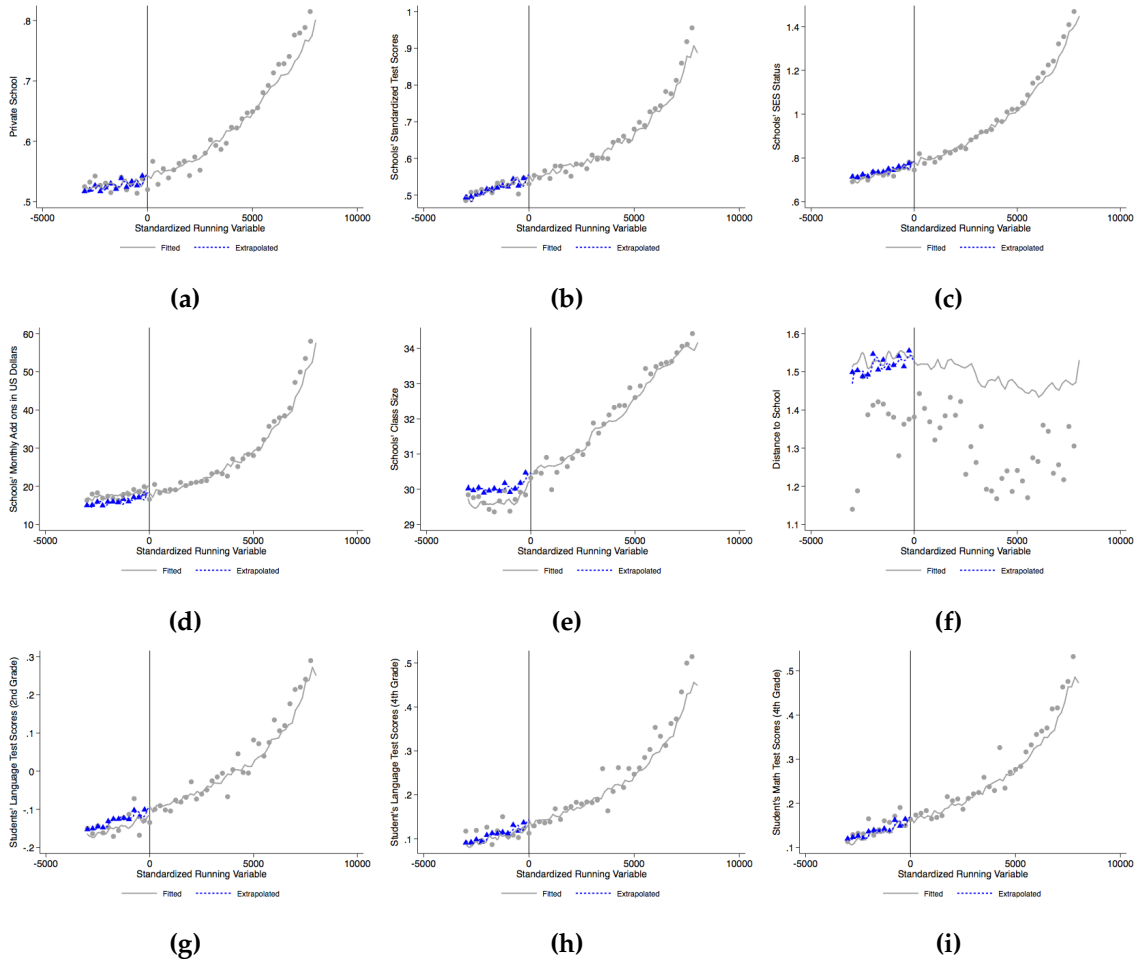 Private School
.8
.7
.6
.5
-5000 0 5000 10000
Standardized Running Variable
Fitted Extrapolated
(a)
Schools' Standardized Test Scores
1
.9
.8
.7
.6
.5
.4
-5000 0 5000 10000
Standardized Running Variable
Fitted Extrapolated
(b)
Schools' SES Status
1.4
1.2
1
.8
.6
-5000 0 5000 10000
Standardized Running Variable
Fitted Extrapolated
(c)
Schools' Monthly Add ons in US Dollars
60
50
40
30
20
10
-5000 0 5000 10000
Standardized Running Variable
Fitted Extrapolated
(d)
Schools' Class Size
34
33
32
31
30
29
-5000 0 5000 10000
Standardized Running Variable
Fitted Extrapolated
(e)
Distance to School
1.6
1.5
1.4
1.3
1.2
1.1
-5000 0 5000 10000
Standardized Running Variable
Fitted Extrapolated
(f)
Students' Language Test Scores (2nd Grade)
.3
.2
.1
0
-.1
-.2
-5000 0 5000 10000
Standardized Running Variable
Fitted Extrapolated
(g)
Student's Language Test Scores (4th Grade)
.5
.4
.3
.2
.1
-5000 0 5000 10000
Standardized Running Variable
Fitted Extrapolated
(h)
Student's Math Test Scores (4th Grade)
.5
.4
.3
.2
.1
-5000 0 5000 10000
Standardized Running Variable
Fitted Extrapolated
(i)